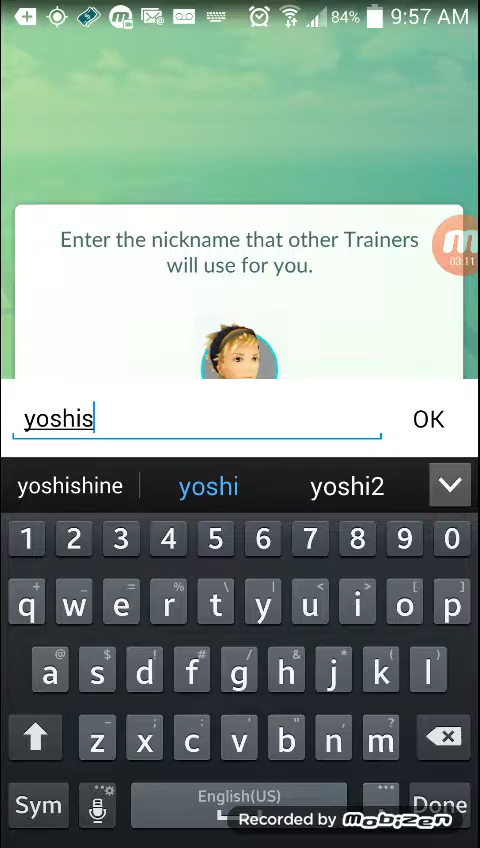 84% 9:57 AM
Enter the nickname that other Trainers
will use for you.
03:11
yoshis OK
yoshishine yoshi yoshi2
1 2 3 4 5 6 7 8 9 0
+ _ = % \ | < > [ ]
q w e r t y u i o p
@ $ ! # / & * ( )
a s d f g h j k l
- ; : ' " , ?
z x c v b n m
Sym English(US) Done
Recorded by mobizen